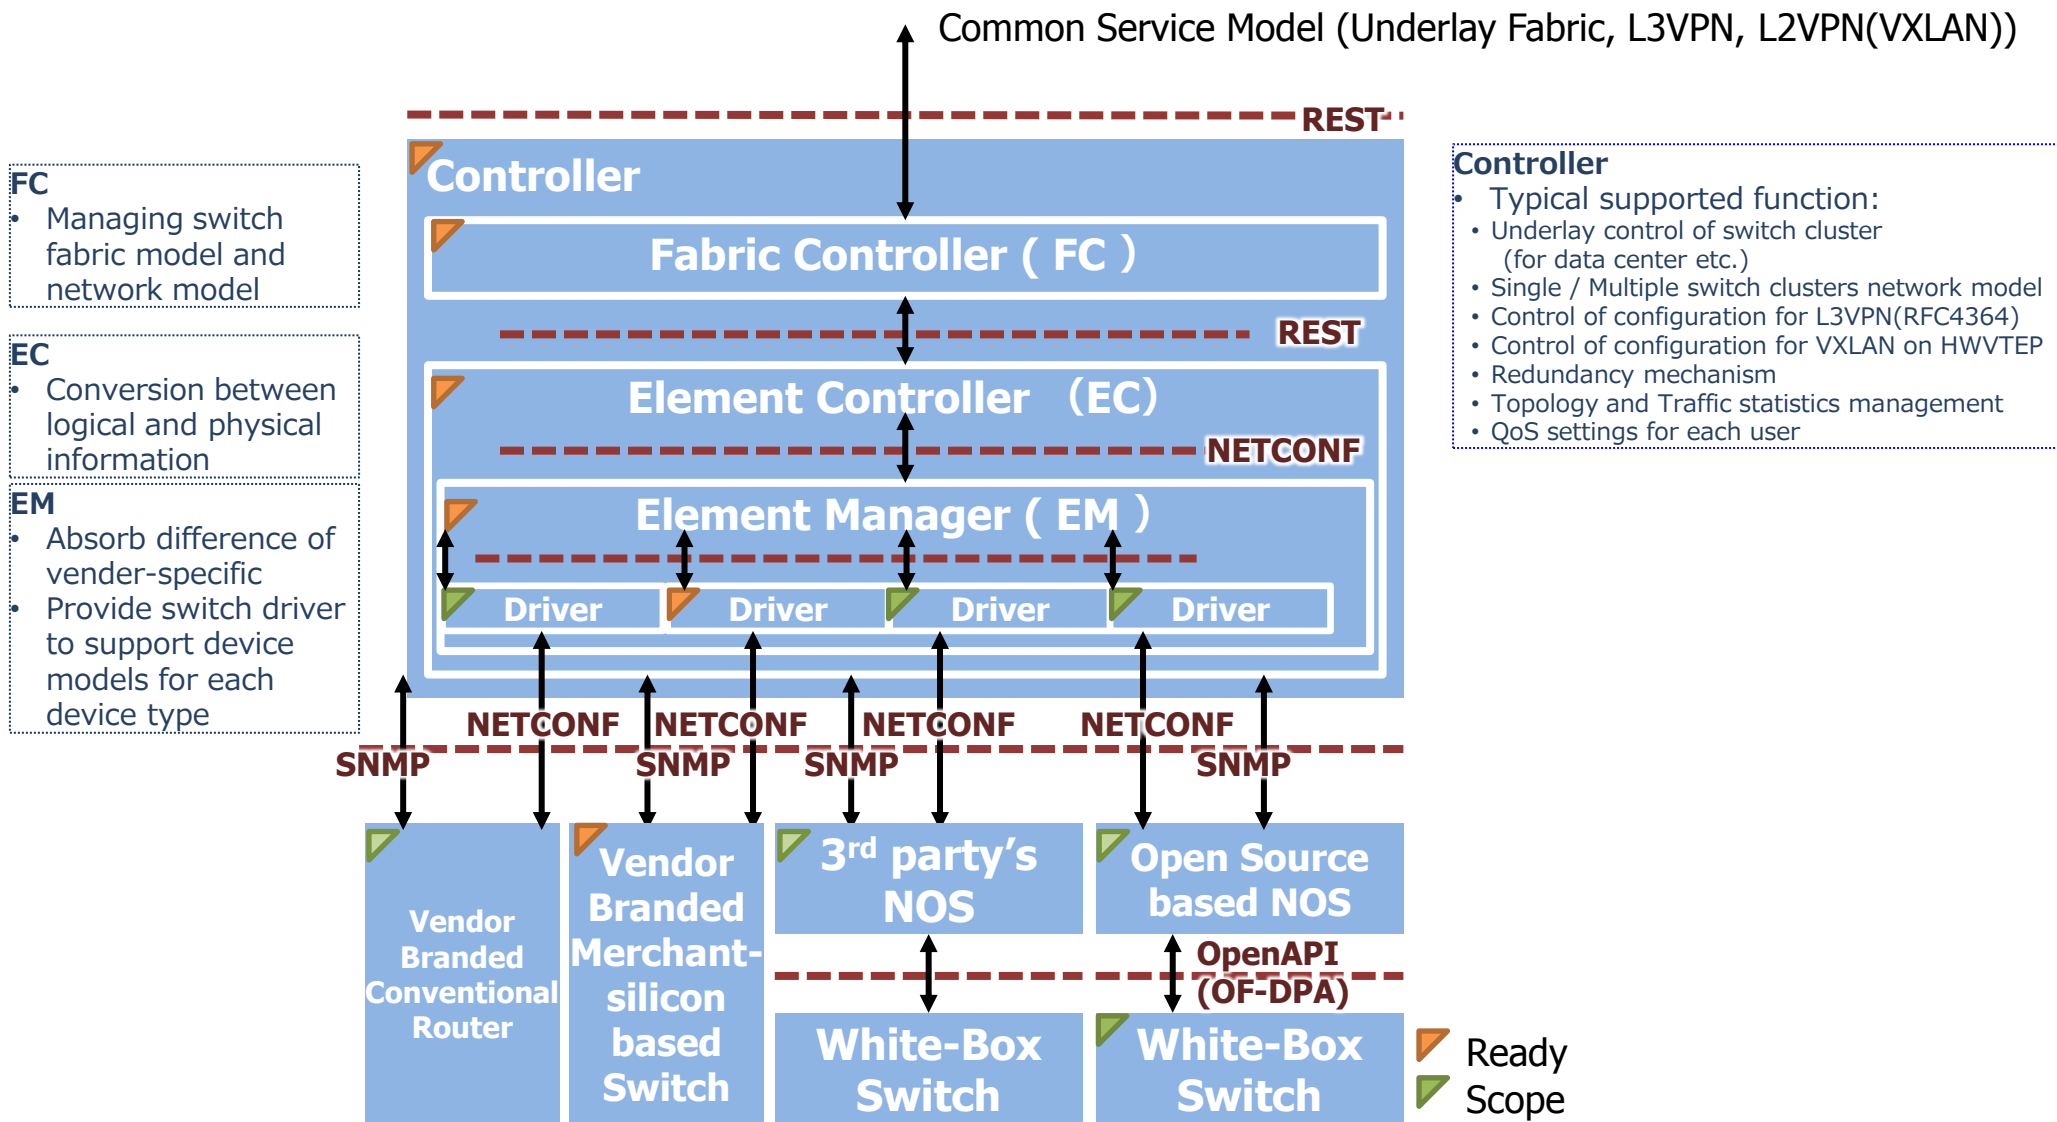 Common Service Model (Underlay Fabric, L3VPN, L2VPN(VXLAN))
REST
Controller
Fabric Controller ( FC )
REST
Element Controller (EC)
NETCONF
Element Manager ( EM )
Driver
Driver
Driver
Driver
FC
• Managing switch
fabric model and
network model
EC
• Conversion between
logical and physical
information
EM
• Absorb difference of
vender-specific
• Provide switch driver
to support device
models for each
device type
Controller
• Typical supported function:
• Underlay control of switch cluster
(for data center etc.)
• Single / Multiple switch clusters network model
• Control of configuration for L3VPN(RFC4364)
• Control of configuration for VXLAN on HWVTEP
• Redundancy mechanism
• Topology and Traffic statistics management
• QoS settings for each user
NETCONF
NETCONF
NETCONF
NETCONF
SNMP
SNMP
SNMP
SNMP
Vendor
Branded
Conventional
Router
Vendor
Branded
Merchant-
silicon
based
Switch
3rd party’s
NOS
Open Source
based NOS
OpenAPI
(OF-DPA)
White-Box
Switch
White-Box
Switch
Ready
Scope